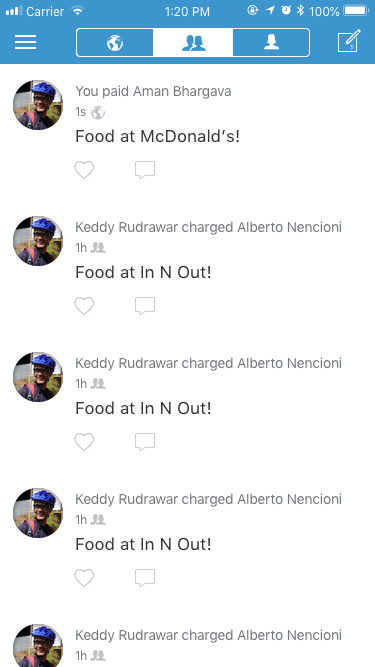 Carrier 1:20 PM 100%
You paid Aman Bhargava
1s
Food at McDonald's!
Keddy Rudrawar charged Alberto Nencioni
1h
Food at In N Out!
Keddy Rudrawar charged Alberto Nencioni
1h
Food at In N Out!
Keddy Rudrawar charged Alberto Nencioni
1h
Food at In N Out!
Keddy Rudrawar charged Alberto Nencioni
1h